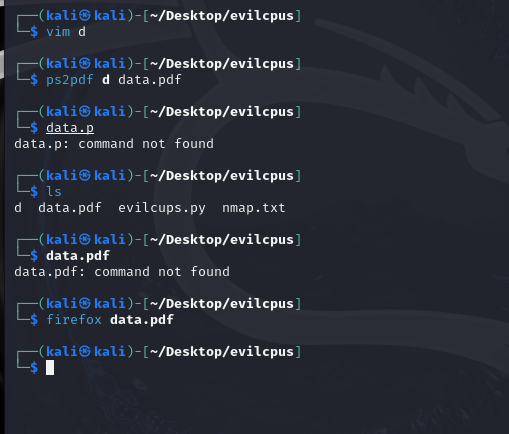 ┌──(kali㉿kali)-[~/Desktop/evilcpus]
└─$ vim d
┌──(kali㉿kali)-[~/Desktop/evilcpus]
└─$ ps2pdf d data.pdf
┌──(kali㉿kali)-[~/Desktop/evilcpus]
└─$ data.p
data.p: command not found
┌──(kali㉿kali)-[~/Desktop/evilcpus]
└─$ ls
d  data.pdf  evilcups.py  nmap.txt
┌──(kali㉿kali)-[~/Desktop/evilcpus]
└─$ data.pdf
data.pdf: command not found
┌──(kali㉿kali)-[~/Desktop/evilcpus]
└─$ firefox data.pdf
┌──(kali㉿kali)-[~/Desktop/evilcpus]
└─$